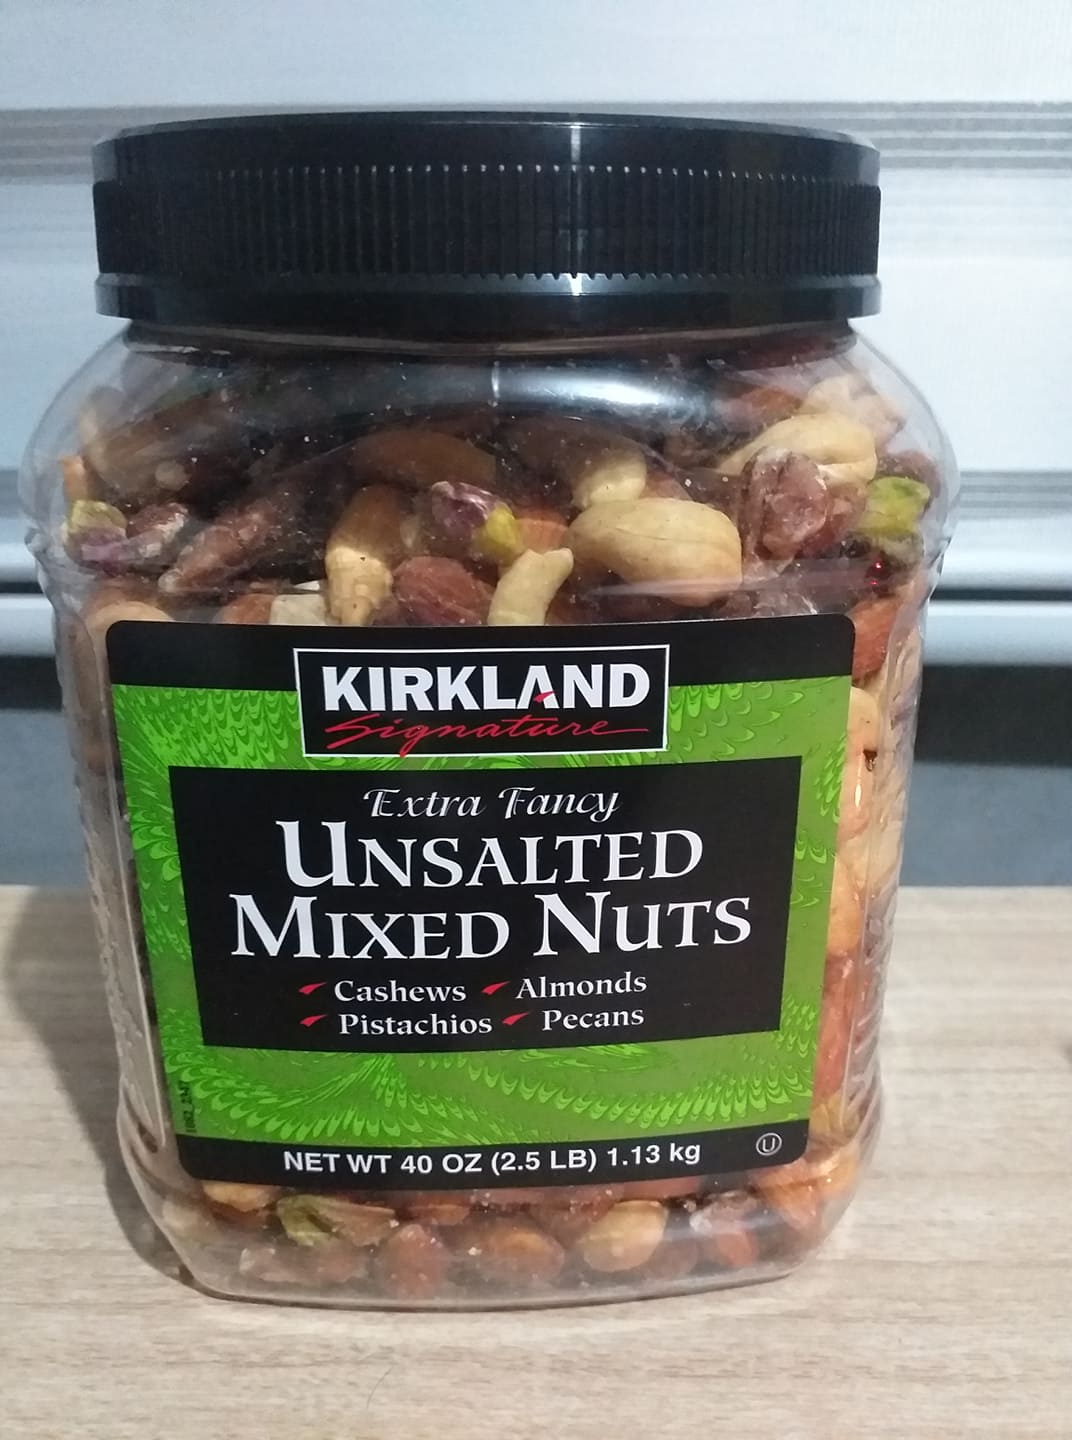 KIRKLAND
Signature
Extra Fancy
UNSALTED
MIXED NUTS
Cashews Almonds
Pistachios Pecans
NET WT 40 OZ (2.5 LB) 1.13 kg
U